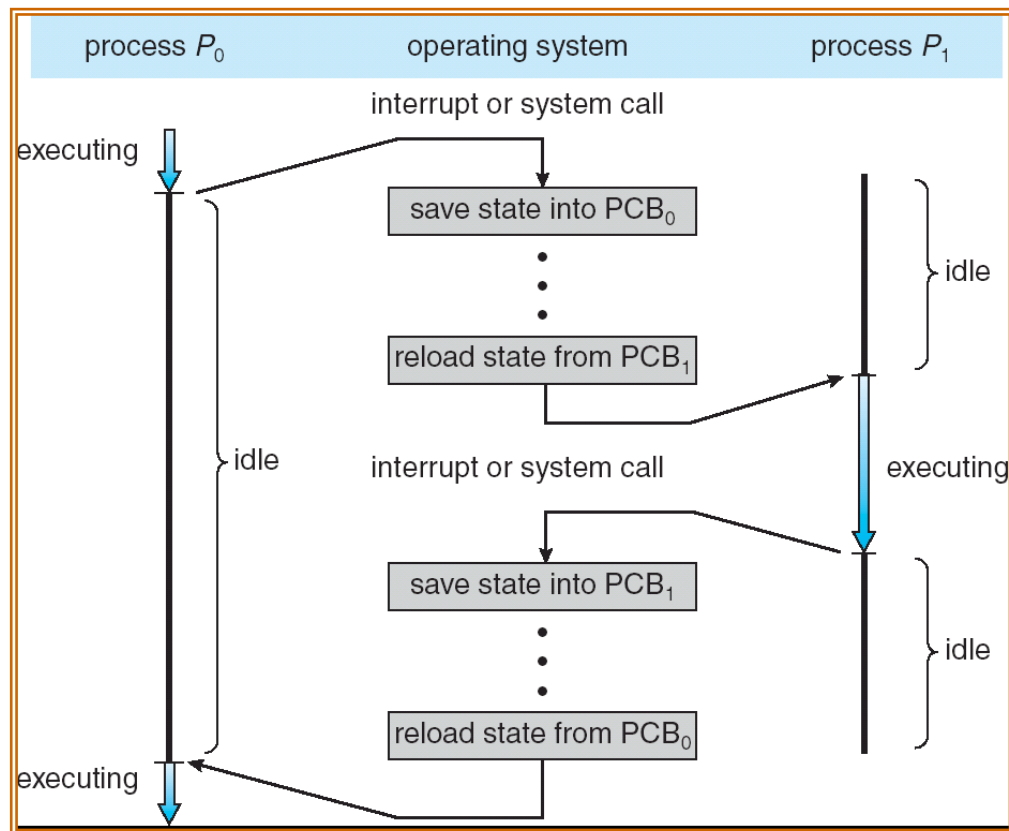 process P₀ operating system process P₁
interrupt or system call
executing
save state into PCB₀
idle
reload state from PCB₁
idle
interrupt or system call
executing
save state into PCB₁
idle
reload state from PCB₀
executing